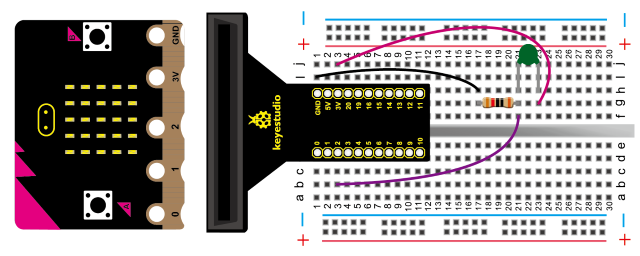 GND
3V
2
1
0
keyestudio
GND 5V 3V 20 19 16 15 14 13 12 11
0 1 2 3 4 5 6 7 8 9 10
− −
+ +
1 2 3 4 5 6 7 8 9 10 11 12 13 14 15 16 17 18 19 20 21 22 23 24 25 26 27 28 29 30
j j
i i
h
g
f
e
d
c c
b b
a a
1 2 3 4 5 6 7 8 9 10 11 12 13 14 15 16 17 18 19 20 21 22 23 24 25 26 27 28 29 30
− −
+ +